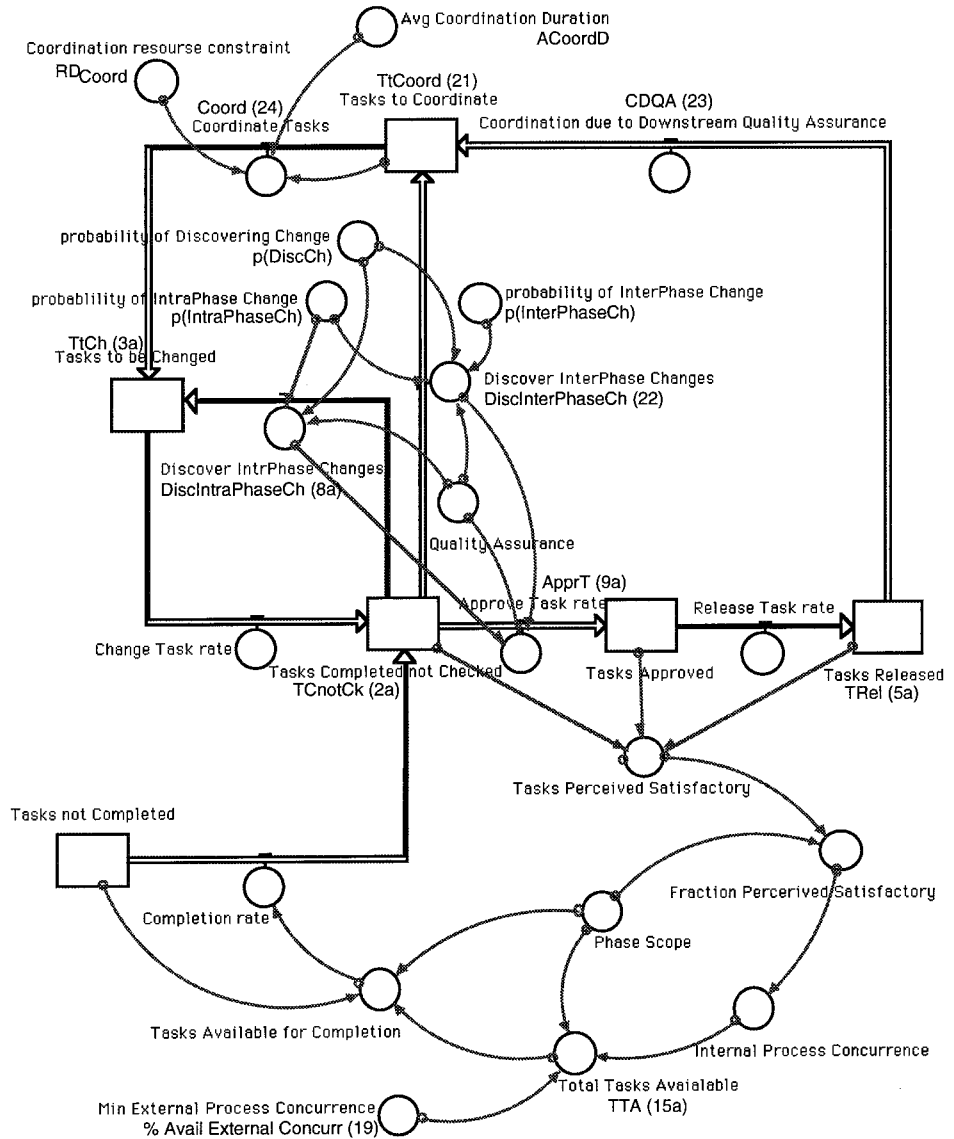 Avg Coordination Duration
ACoordD
Coordination resourse constraint
RDCoord
TtCoord (21)
Tasks to Coordinate
Coord (24)
Coordinate Tasks
CDQA (23)
Coordination due to Downstream Quality Assurance
probability of Discovering Change
p(DiscCh)
probablility of IntraPhase Change
p(IntraPhaseCh)
probability of InterPhase Change
p(InterPhaseCh)
TtCh (3a)
Tasks to be Changed
Discover InterPhase Changes
DiscInterPhaseCh (22)
Discover IntrPhase Changes
DiscIntraPhaseCh (8a)
Quality Assurance
ApprT (9a)
Approve Task rate
Release Task rate
Change Task rate
Tasks Completed not Checked
TCnotCk (2a)
Tasks Approved
Tasks Released
TRel (5a)
Tasks Perceived Satisfactory
Tasks not Completed
Completion rate
Fraction Percerived Satisfactory
Phase Scope
Tasks Available for Completion
Internal Process Concurrence
Total Tasks Avaialable
TTA (15a)
Min External Process Concurrence
% Avail External Concurr (19)